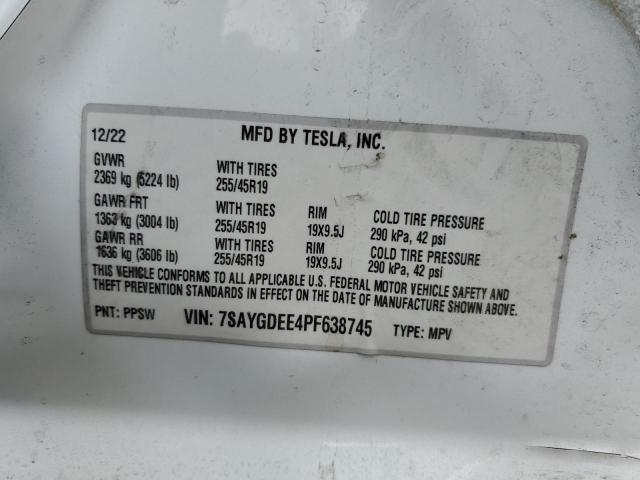 12/22 MFD BY TESLA, INC.
GVWR WITH TIRES
2369 kg (5224 lb) 255/45R19
GAWR FRT WITH TIRES RIM COLD TIRE PRESSURE
1363 kg (3004 lb) 255/45R19 19X9.5J 290 kPa, 42 psi
GAWR RR WITH TIRES RIM COLD TIRE PRESSURE
1636 kg (3606 lb) 255/45R19 19X9.5J 290 kPa, 42 psi
THIS VEHICLE CONFORMS TO ALL APPLICABLE U.S. FEDERAL MOTOR VEHICLE SAFETY AND
THEFT PREVENTION STANDARDS IN EFFECT ON THE DATE OF MANUFACTURE SHOWN ABOVE.
PNT: PPSW VIN: 7SAYGDEE4PF638745 TYPE: MPV